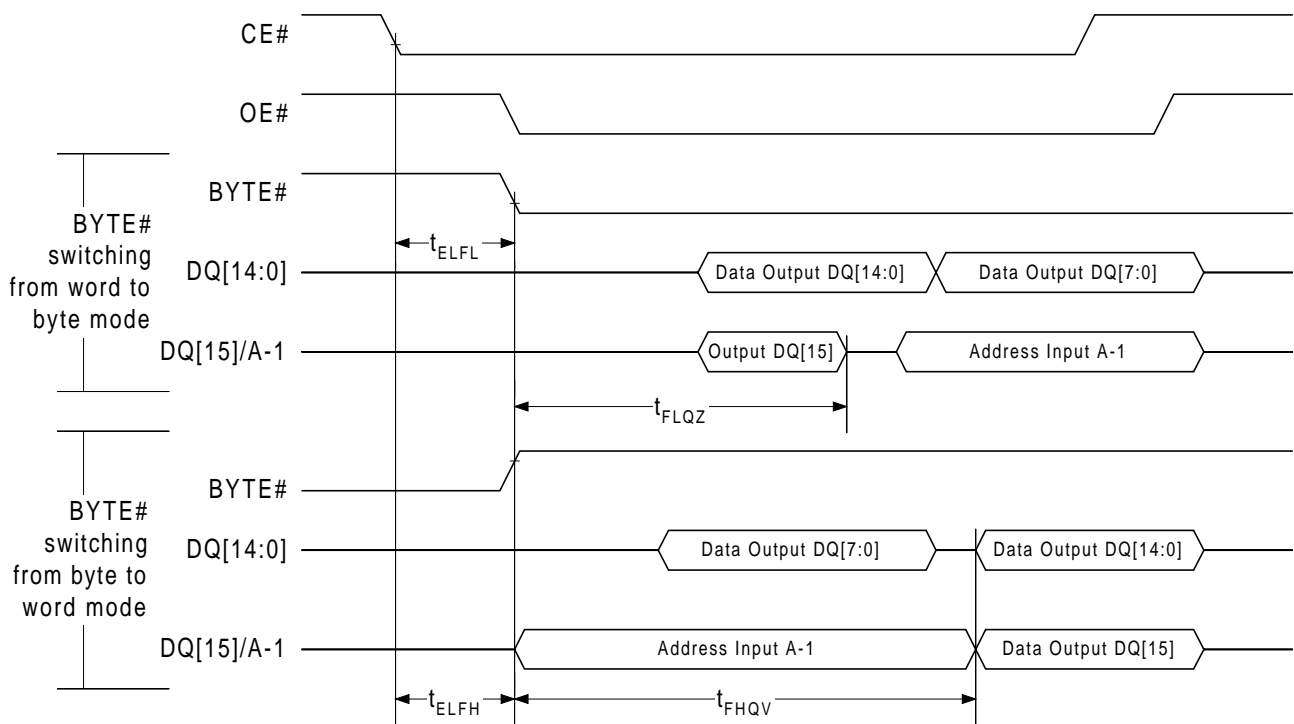 CE#
OE#
BYTE#
BYTE#
switching
from word to
byte mode
tELFL
DQ[14:0]
Data Output DQ[14:0]
Data Output DQ[7:0]
DQ[15]/A-1
Output DQ[15]
Address Input A-1
tFLQZ
BYTE#
BYTE#
switching
from byte to
word mode
DQ[14:0]
Data Output DQ[7:0]
Data Output DQ[14:0]
DQ[15]/A-1
Address Input A-1
Data Output DQ[15]
tELFH
tFHQV